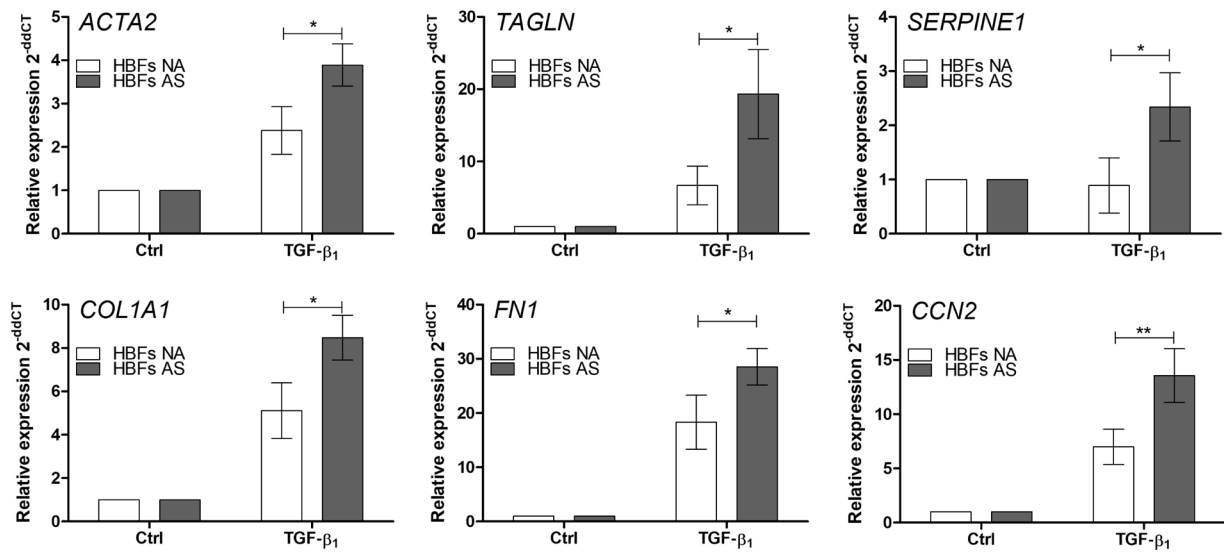 ACTA2
Relative expression 2^-ddCT
5
4
3
2
1
0
HBFs NA
HBFs AS
*
Ctrl
TGF-β₁
TAGLN
Relative expression 2^-ddCT
30
20
10
0
HBFs NA
HBFs AS
*
Ctrl
TGF-β₁
SERPINE1
Relative expression 2^-ddCT
4
3
2
1
0
HBFs NA
HBFs AS
*
Ctrl
TGF-β₁
COL1A1
Relative expression 2^-ddCT
10
8
6
4
2
0
HBFs NA
HBFs AS
*
Ctrl
TGF-β₁
FN1
Relative expression 2^-ddCT
40
30
20
10
0
HBFs NA
HBFs AS
*
Ctrl
TGF-β₁
CCN2
Relative expression 2^-ddCT
20
15
10
5
0
HBFs NA
HBFs AS
**
Ctrl
TGF-β₁